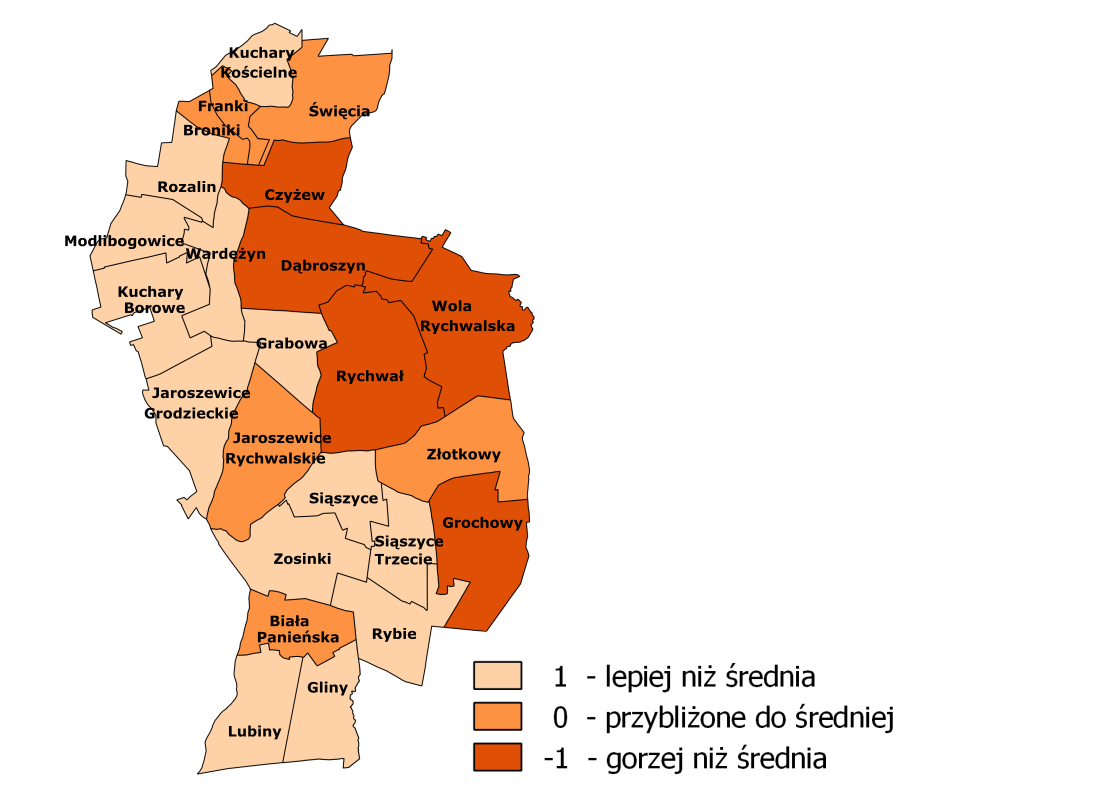 Kuchary
Kościelne
Franki
Święcia
Broniki
Rozalin
Czyżew
Modlibogowice
Wardężyn
Dąbroszyn
Kuchary
Borowe
Wola
Rychwalska
Grabowa
Rychwał
Jaroszewice
Grodzieckie
Jaroszewice
Rychwalskie
Złotkowy
Siąszyce
Grochowy
Siąszyce
Trzecie
Zosinki
Biała
Panieńska
Rybie
Gliny
Lubiny
1 - lepiej niż średnia
0 - przybliżone do średniej
-1 - gorzej niż średnia